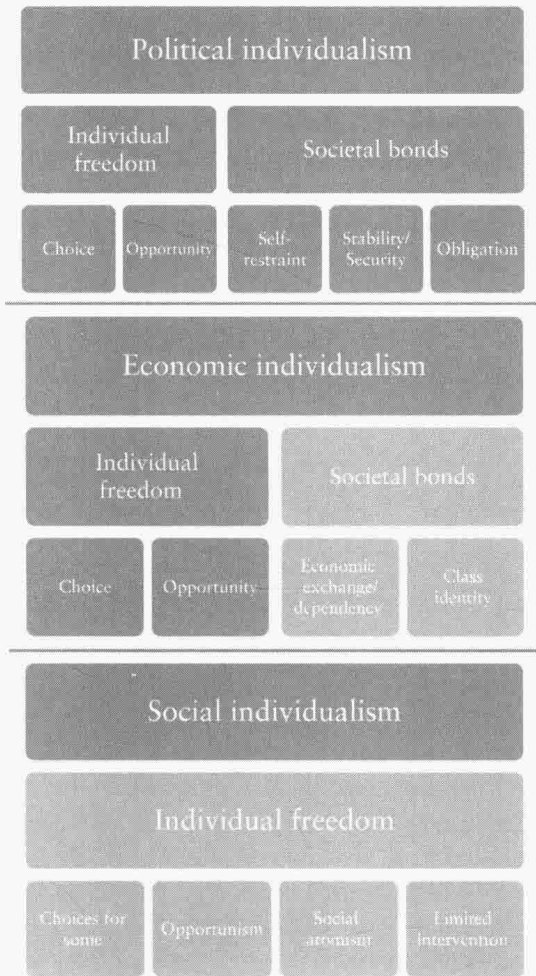 Political individualism
Individual
freedom
Societal bonds
Choice
Opportunity
Self-
restraint
Stability/
Security
Obligation
Economic individualism
Individual
freedom
Societal bonds
Choice
Opportunity
Economic
exchange/
dependency
Class
identity
Social individualism
Individual freedom
Choices for
some
Opportunism
Social
atomism
Limited
intervention